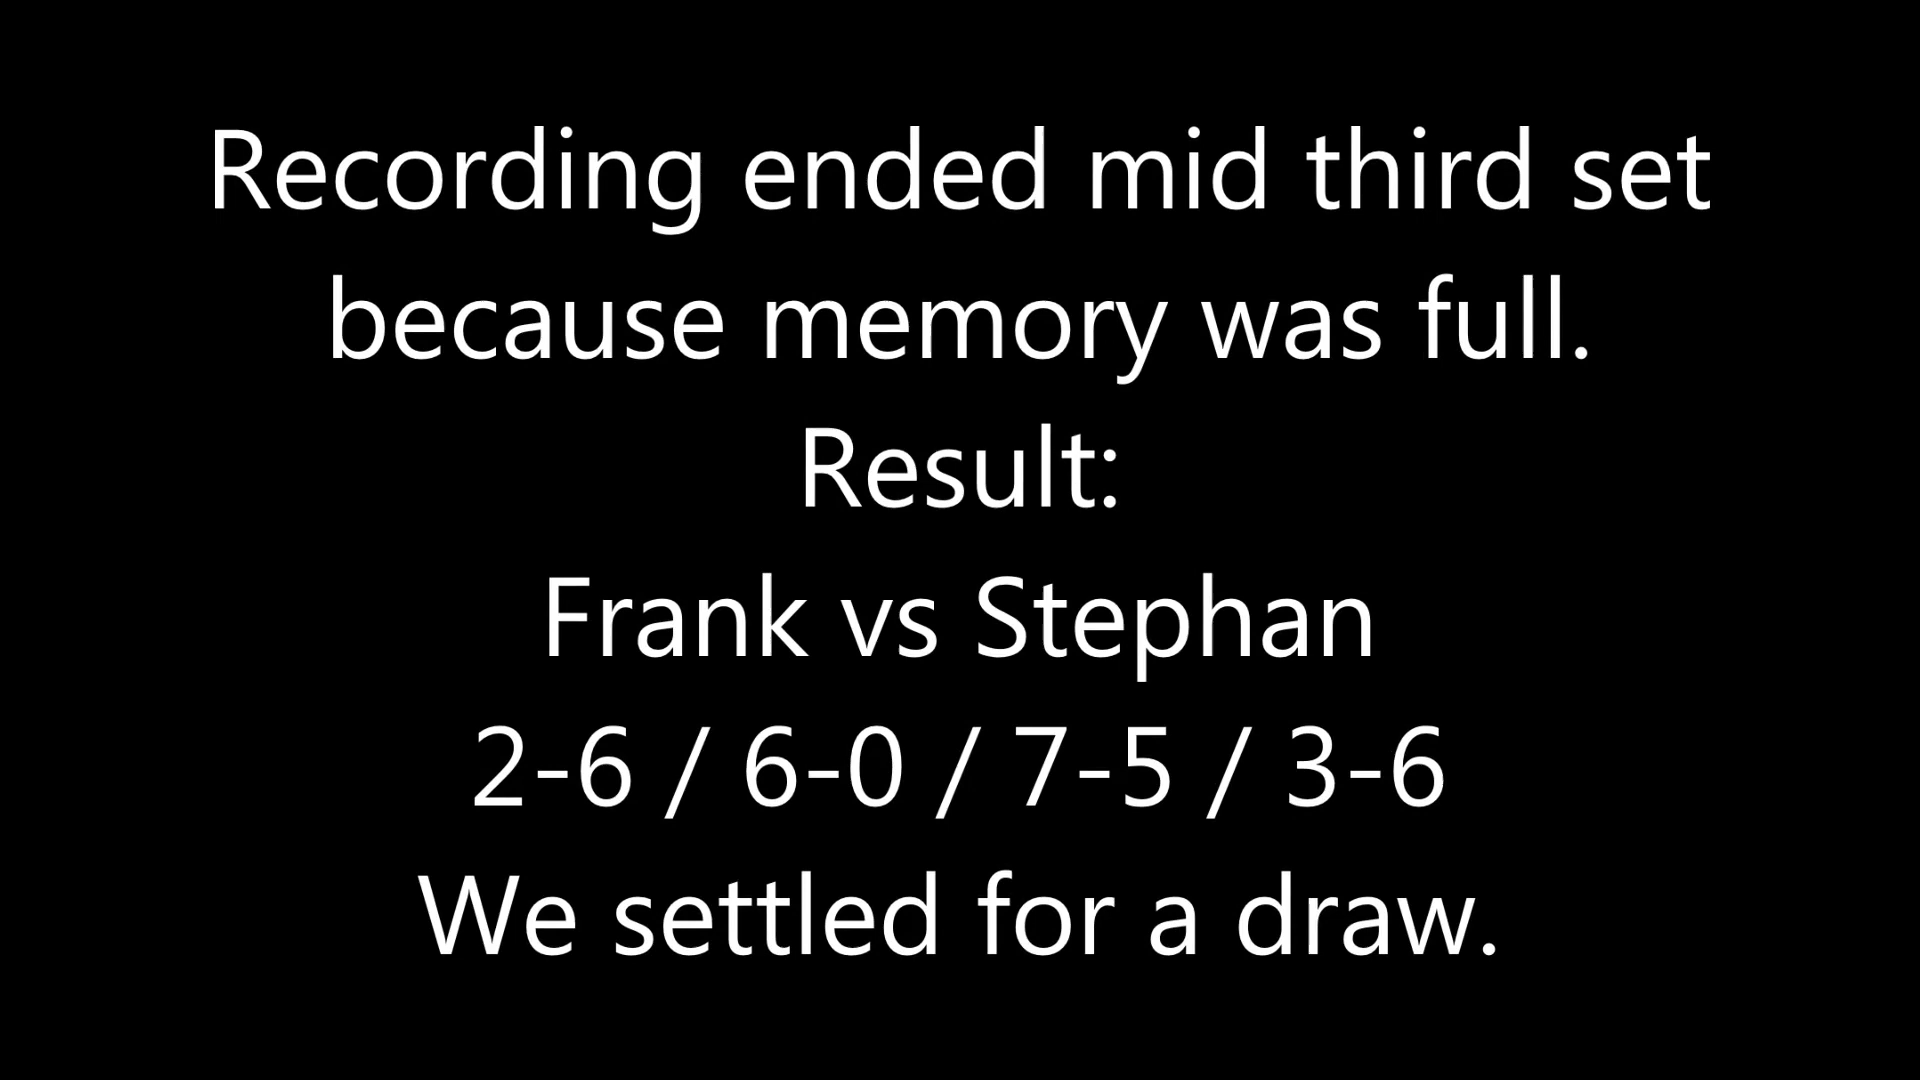 Recording ended mid third set
because memory was full.
Result:
Frank vs Stephan
2-6 / 6-0 / 7-5 / 3-6
We settled for a draw.